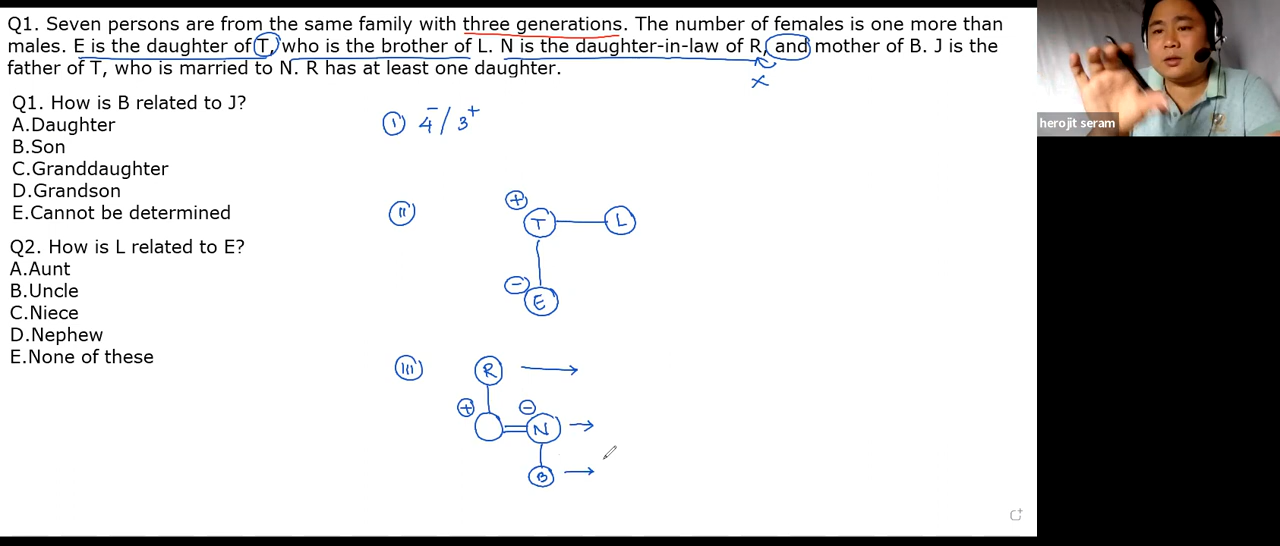 Q1. Seven persons are from the same family with three generations. The number of females is one more than
males. E is the daughter of T, who is the brother of L. N is the daughter-in-law of R, and mother of B. J is the
father of T, who is married to N. R has at least one daughter.
x
Q1. How is B related to J?
A.Daughter
B.Son
C.Granddaughter
D.Grandson
E.Cannot be determined
Q2. How is L related to E?
A.Aunt
B.Uncle
C.Niece
D.Nephew
E.None of these
I 4- / 3+
II + T L
- E
III R
+ - N
B
herojit seram